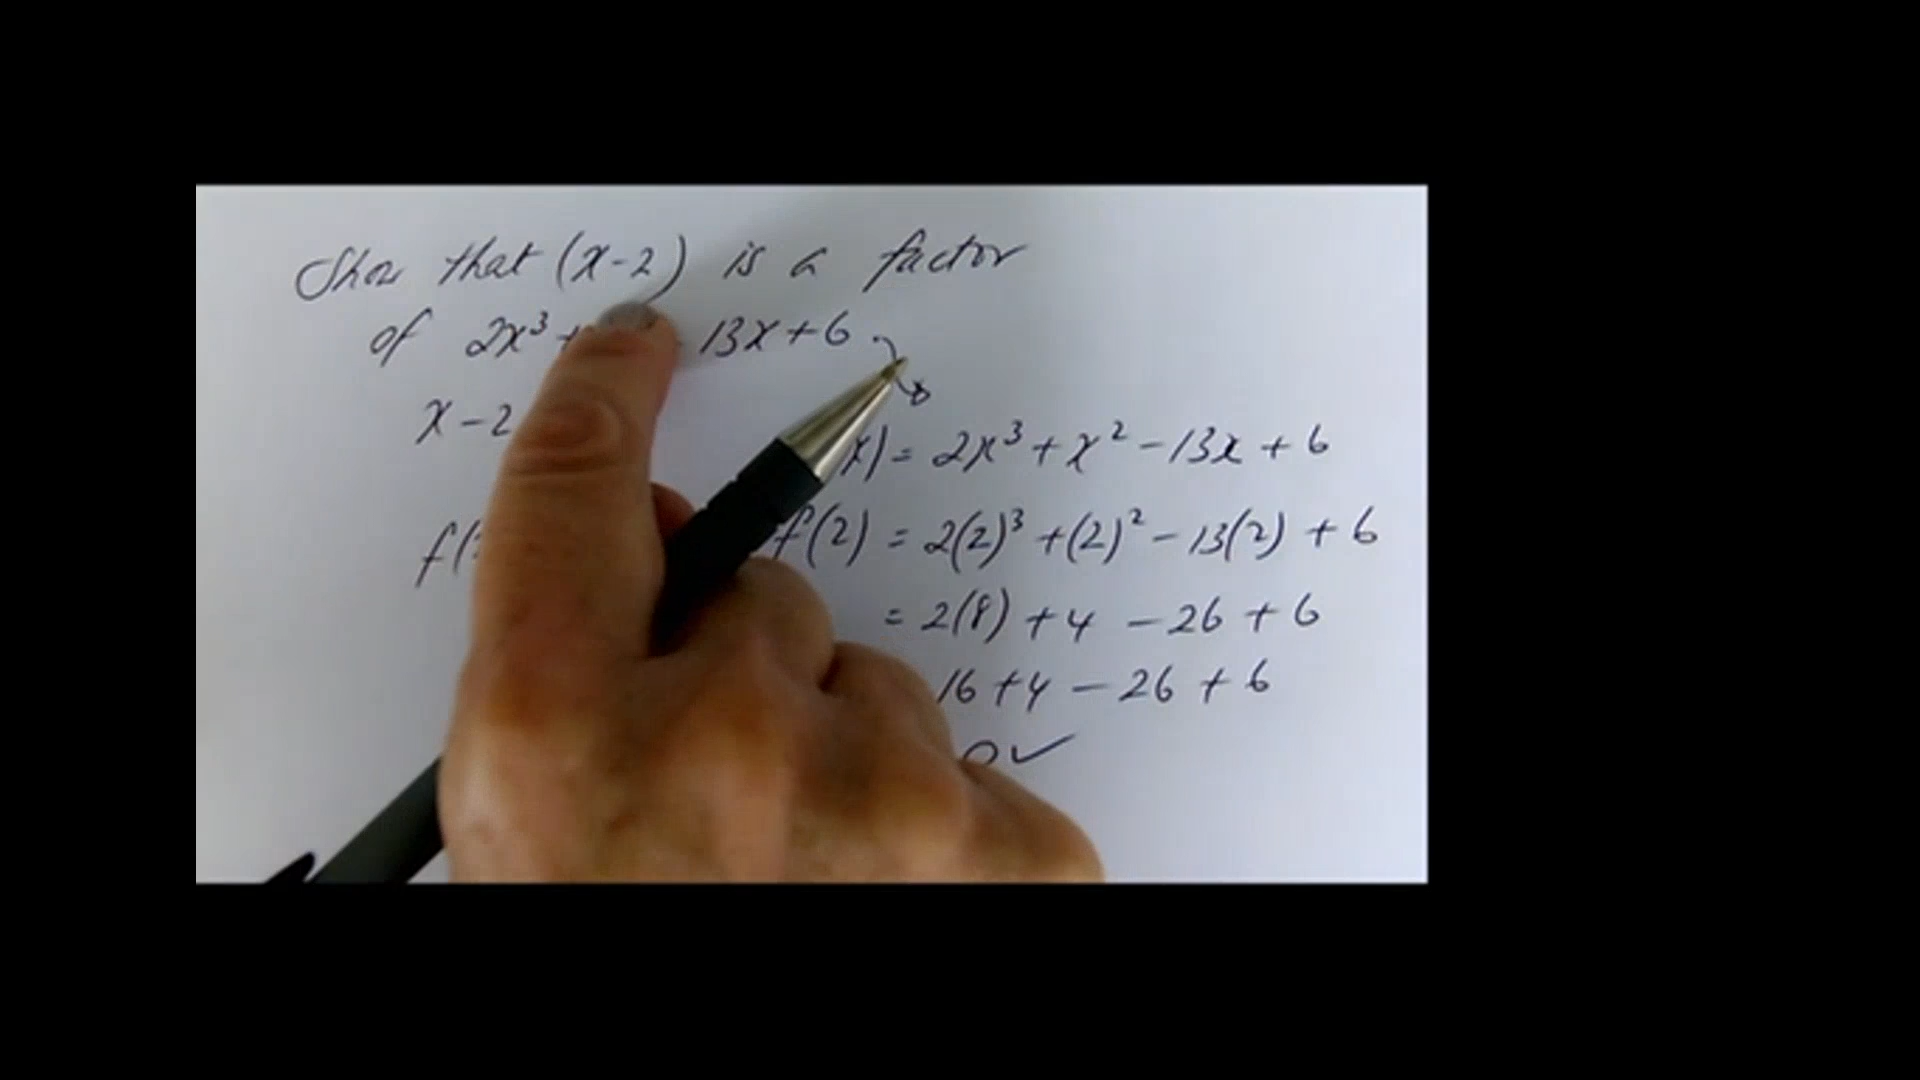 Show that (x-2) is a factor
of 2x³+ - 13x+6
x-2
x)= 2x³+x²-13x+6
f( f(2) = 2(2)³+(2)²-13(2)+6
= 2(8)+4-26+6
16+4-26+6
0✓